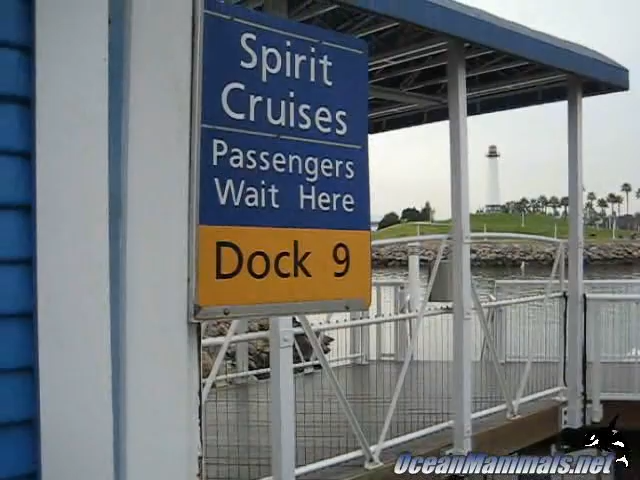 Spirit
Cruises
Passengers
Wait Here
Dock 9
OceanMammals.net